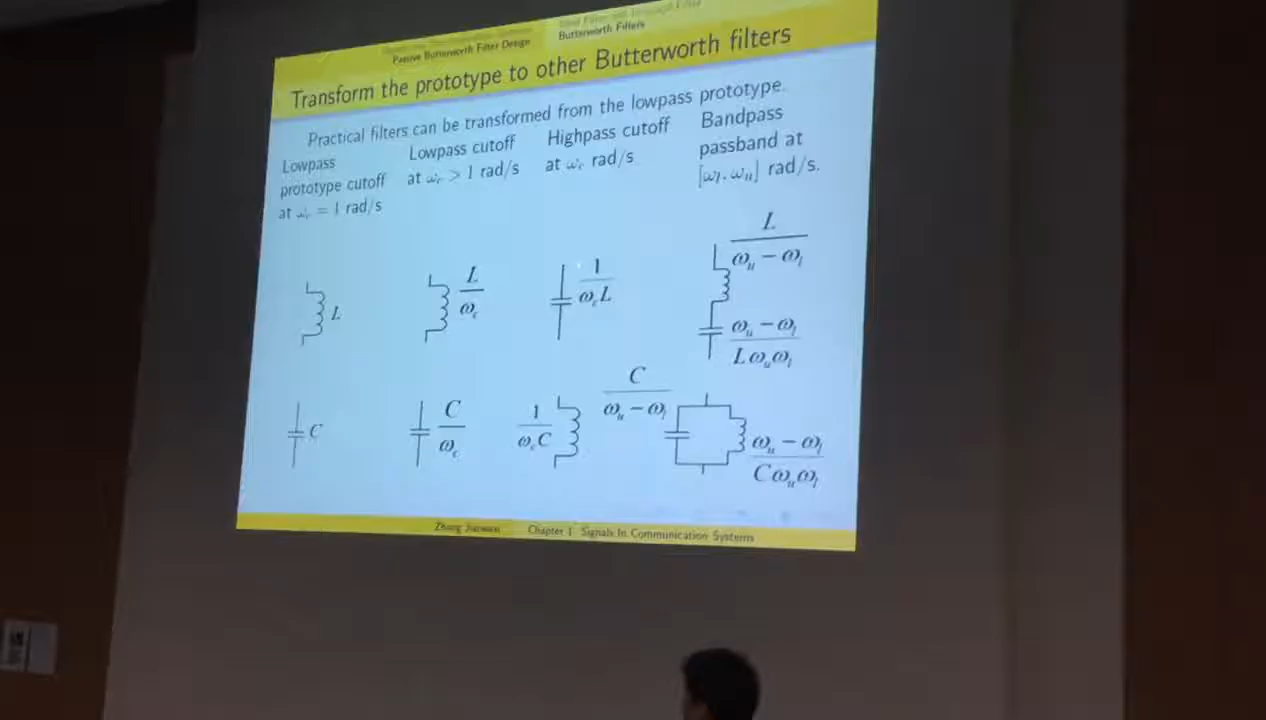 Passive Butterworth Filter Design
Butterworth Filters
Transform the prototype to other Butterworth filters
Practical filters can be transformed from the lowpass prototype.
Lowpass
prototype cutoff
at ω_c = 1 rad/s
Lowpass cutoff
at ω_c > 1 rad/s
Highpass cutoff
at ω_c rad/s
Bandpass
passband at
[ω_l, ω_u] rad/s.
L
L/ω_c
1/(ω_c L)
L/(ω_u − ω_l)
(ω_u − ω_l)/(L ω_u ω_l)
C
C/ω_c
1/(ω_c C)
C/(ω_u − ω_l)
(ω_u − ω_l)/(C ω_u ω_l)
Zhang
Chapter 1 Signals In Communication Systems